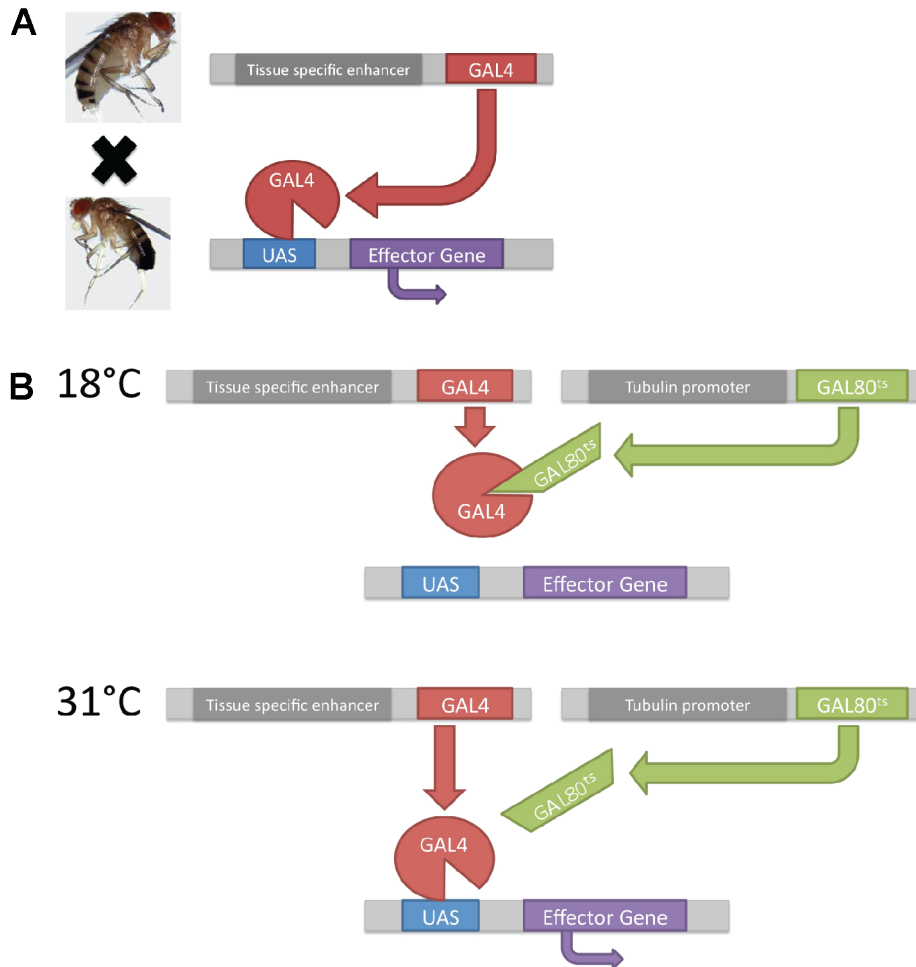 A
Tissue specific enhancer GAL4
GAL4
UAS Effector Gene
B 18°C Tissue specific enhancer GAL4 Tubulin promoter GAL80ᵗˢ
GAL80ᵗˢ
GAL4
UAS Effector Gene
31°C Tissue specific enhancer GAL4 Tubulin promoter GAL80ᵗˢ
GAL80ᵗˢ
GAL4
UAS Effector Gene